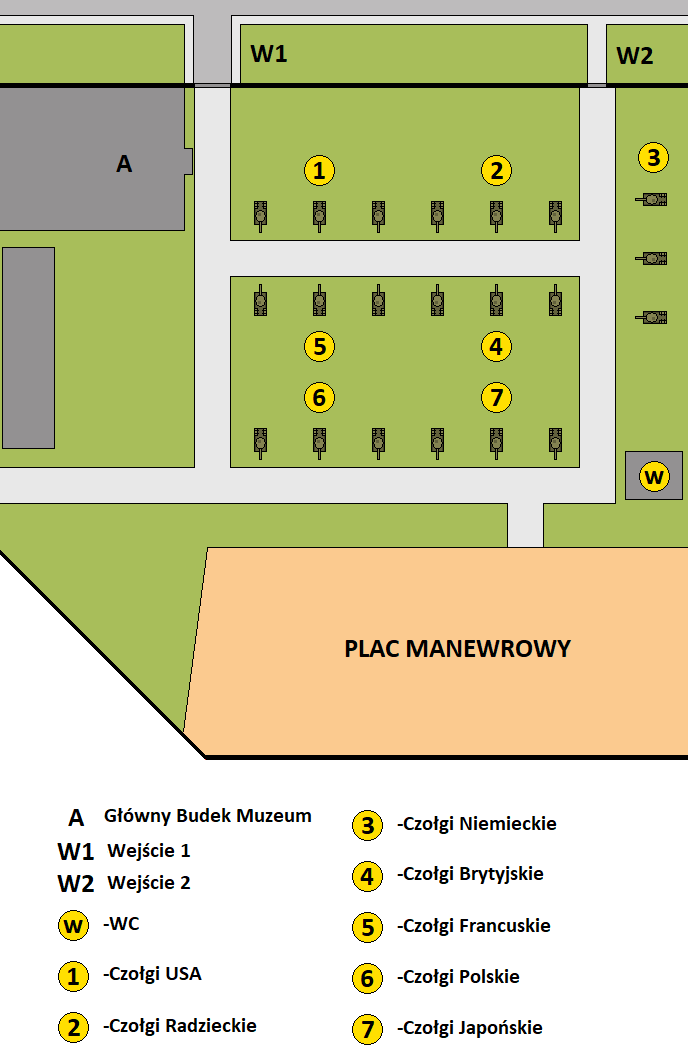 W1
W2
A
1
2
3
5
4
6
7
W
PLAC MANEWROWY
A Główny Budek Muzeum
W1 Wejście 1
W2 Wejście 2
W -WC
1 -Czołgi USA
2 -Czołgi Radzieckie
3 -Czołgi Niemieckie
4 -Czołgi Brytyjskie
5 -Czołgi Francuskie
6 -Czołgi Polskie
7 -Czołgi Japońskie